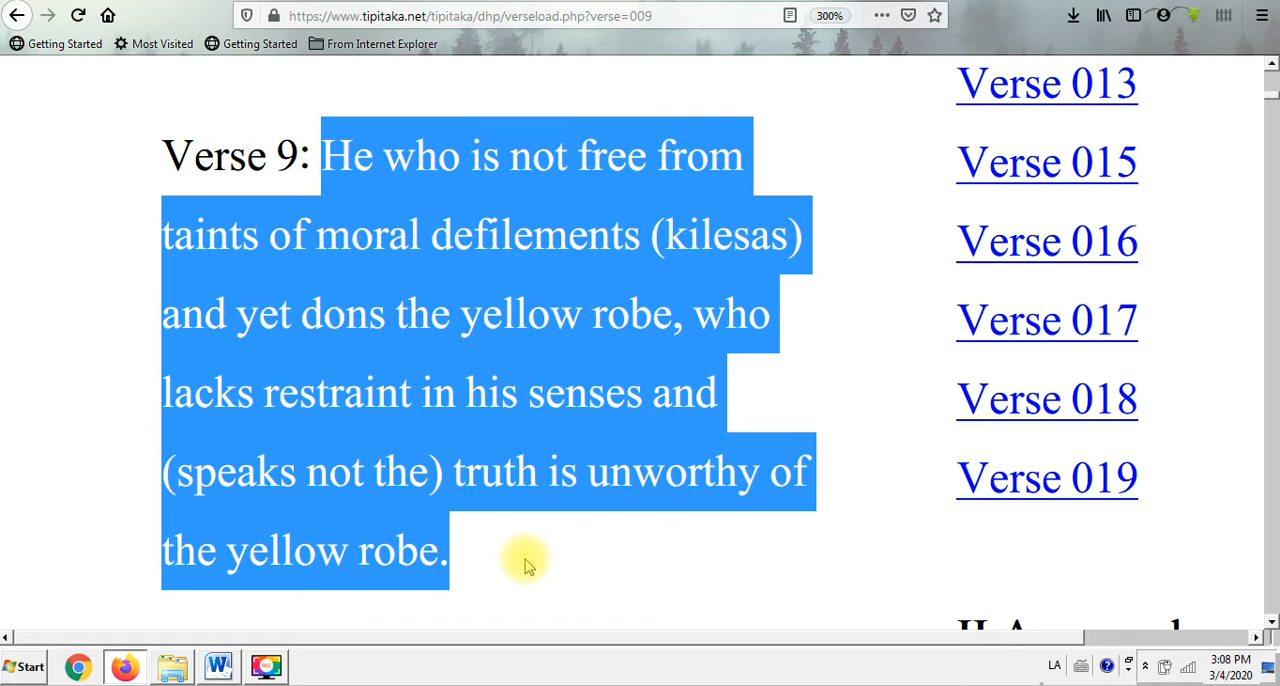 https://www.tipitaka.net/tipitaka/dhp/verseload.php?verse=009
300%
Getting Started
Most Visited
Getting Started
From Internet Explorer
Verse 9: He who is not free from
taints of moral defilements (kilesas)
and yet dons the yellow robe, who
lacks restraint in his senses and
(speaks not the) truth is unworthy of
the yellow robe.
Verse 013
Verse 015
Verse 016
Verse 017
Verse 018
Verse 019
Start
LA
3:08 PM
3/4/2020